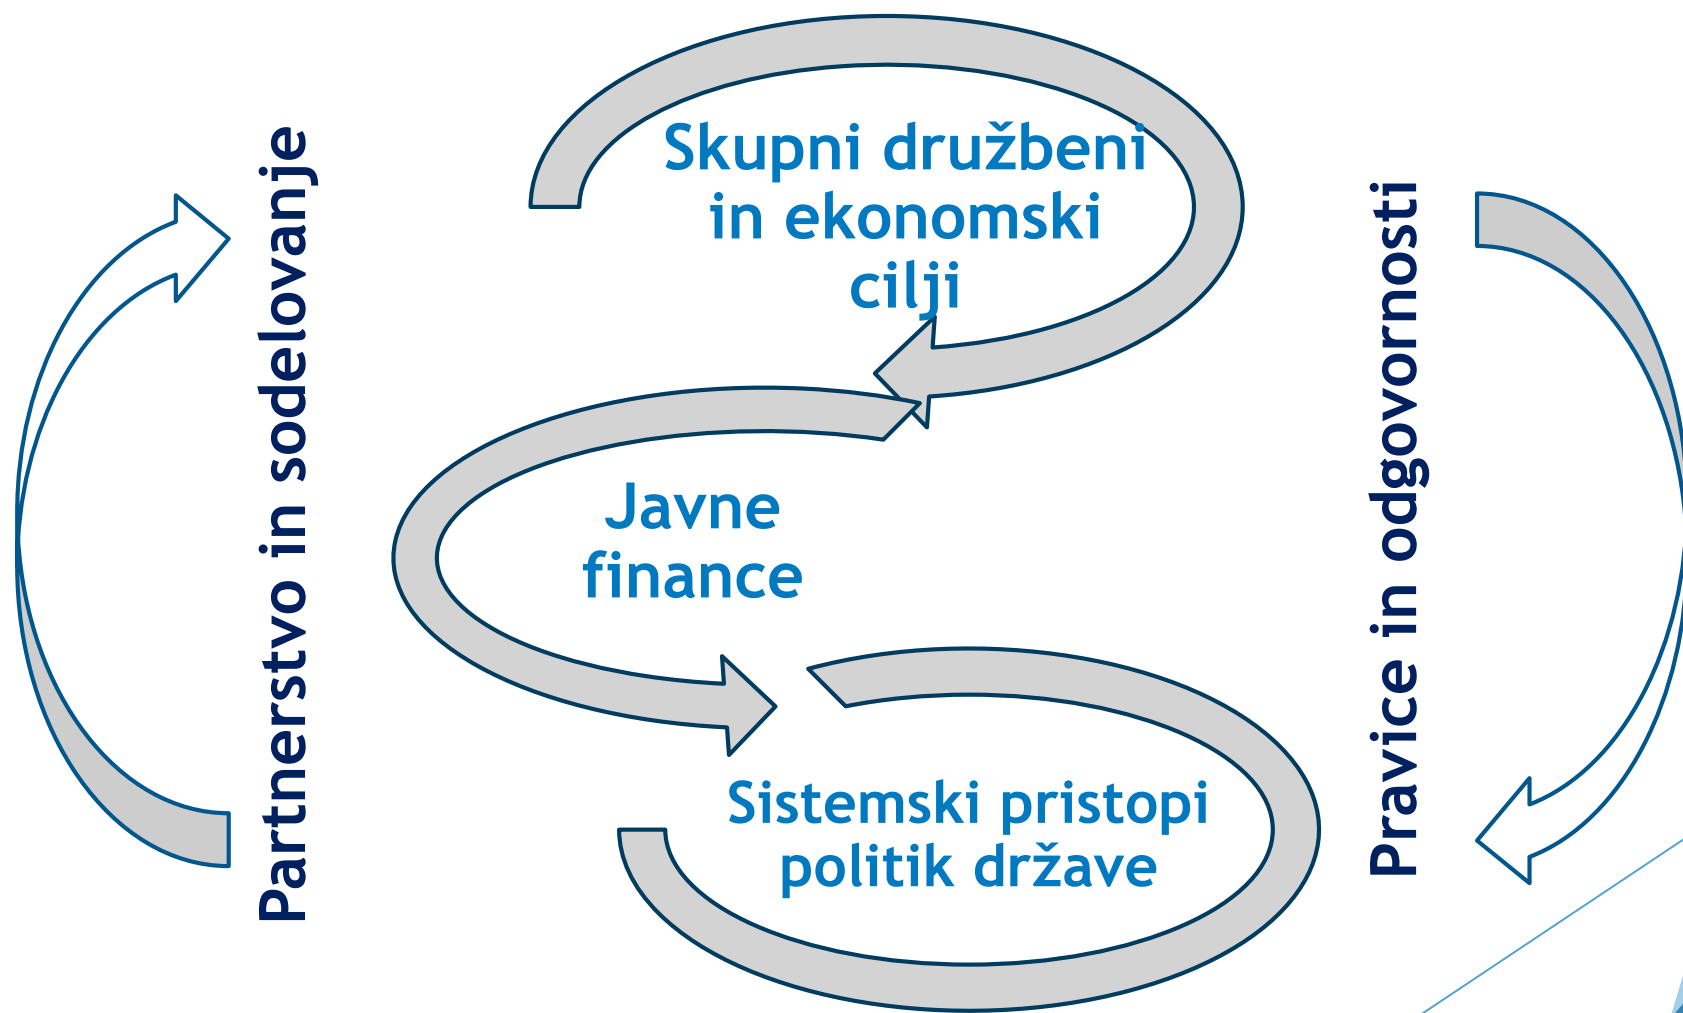 Partnerstvo in sodelovanje
Skupni družbeni
in ekonomski
cilji
Javne
finance
Sistemski pristopi
politik države
Pravice in odgovornosti